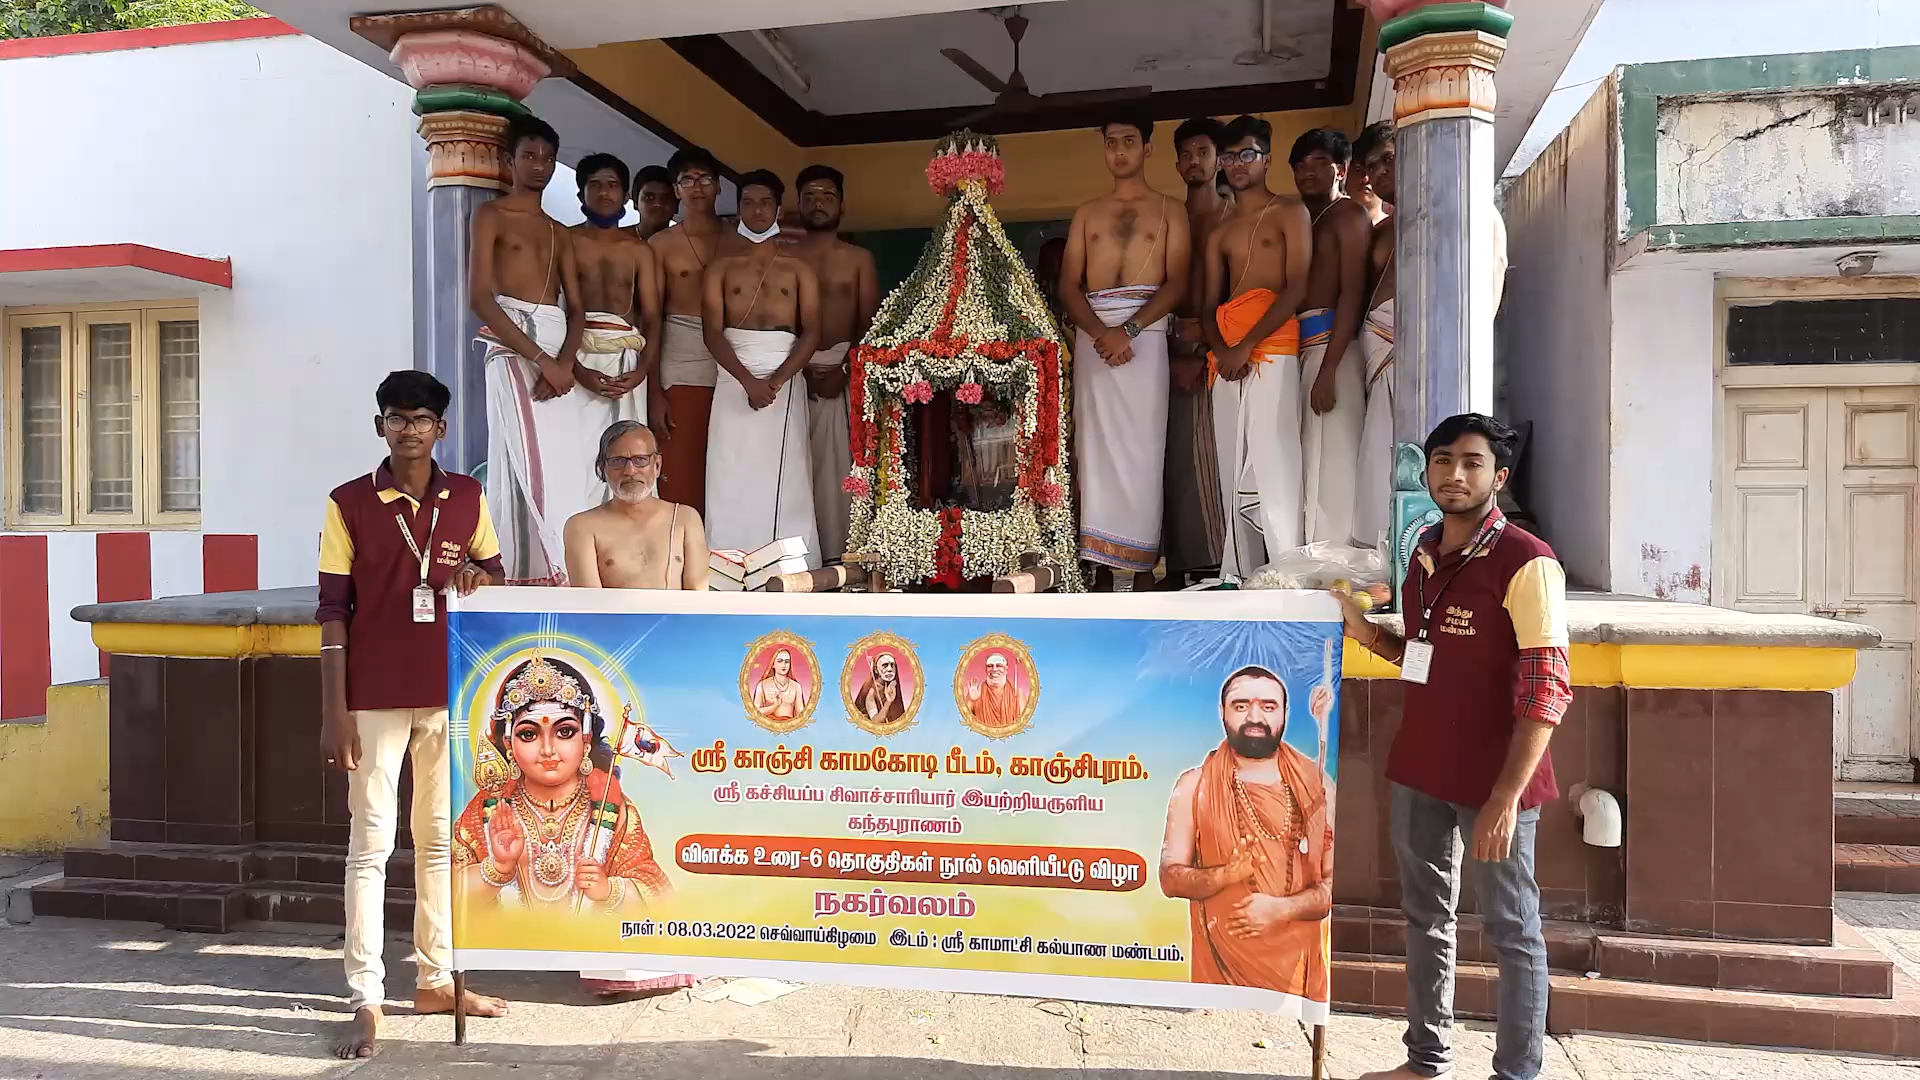 இந்து
சமய
மன்றம்
இந்து
சமய
மன்றம்
ஸ்ரீ காஞ்சி காமகோடி பீடம், காஞ்சிபுரம்.
ஸ்ரீ கச்சியப்ப சிவாச்சாரியார் இயற்றியருளிய
கந்தபுராணம்
விளக்க உரை-6 தொகுதிகள் நூல் வெளியீட்டு விழா
நகர்வலம்
நாள் : 08.03.2022 செவ்வாய்கிழமை இடம் : ஸ்ரீ காமாட்சி கல்யாண மண்டபம்.